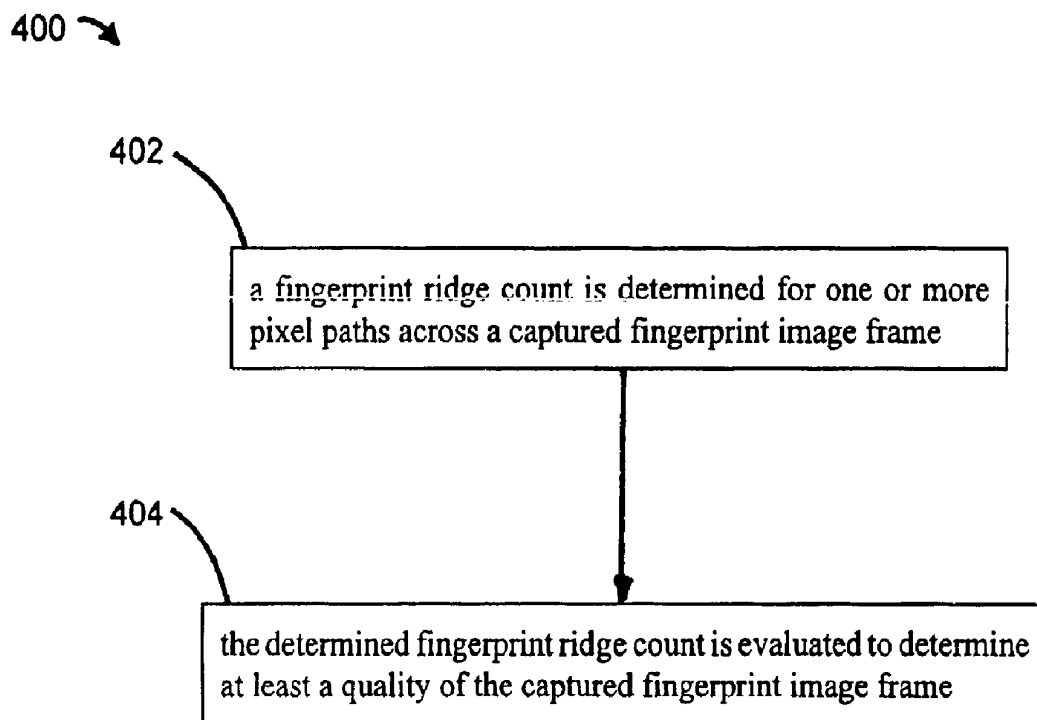 400
402
a fingerprint ridge count is determined for one or more
pixel paths across a captured fingerprint image frame
404
the determined fingerprint ridge count is evaluated to determine
at least a quality of the captured fingerprint image frame